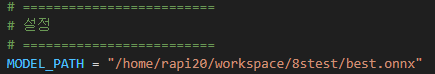 # =========================
# 설정
# =========================
MODEL_PATH = "/home/rapi20/workspace/8stest/best.onnx"